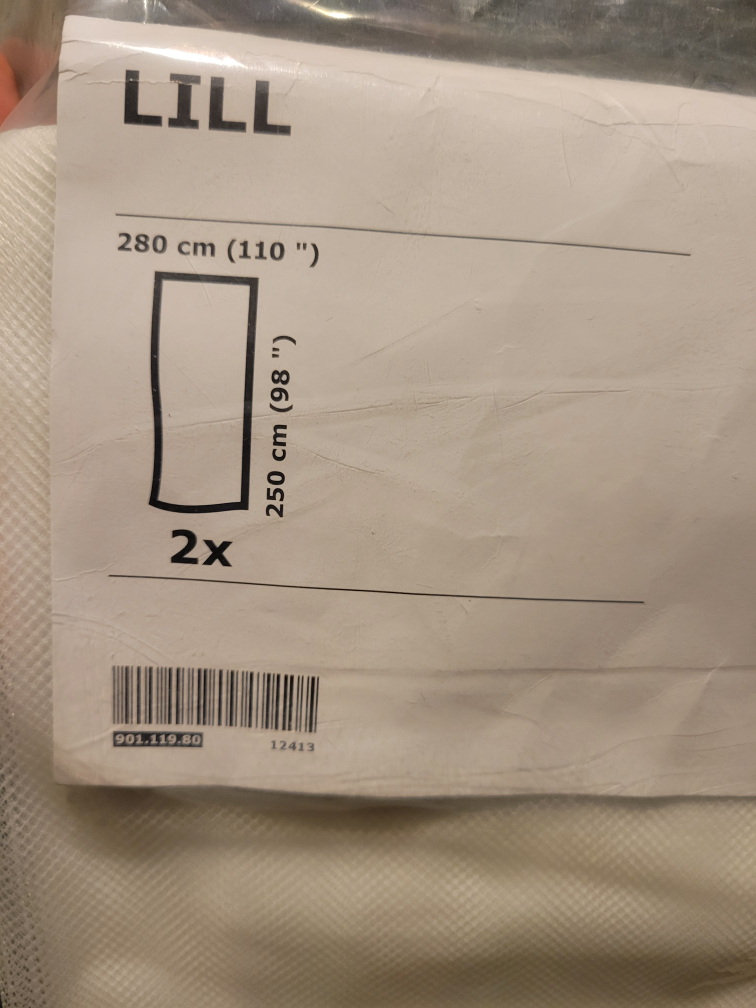 LILL
280 cm (110 ")
250 cm (98 ")
2x
901.119.80
12413